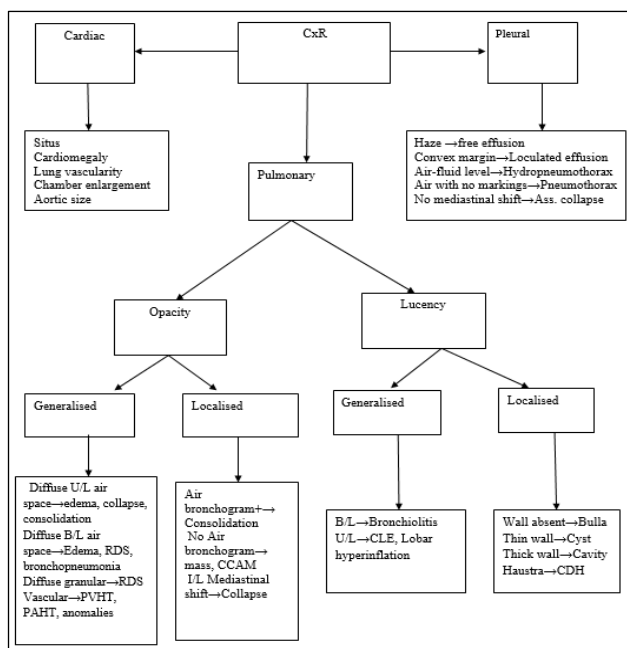 Cardiac
CxR
Pleural
Situs
Cardiomegaly
Lung vascularity
Chamber enlargement
Aortic size
Haze →free effusion
Convex margin→Loculated effusion
Air-fluid level→Hydropneumothorax
Air with no markings→Pneumothorax
No mediastinal shift→Ass. collapse
Pulmonary
Opacity
Lucency
Generalised
Localised
Generalised
Localised
Diffuse U/L air
space→edema, collapse,
consolidation
Diffuse B/L air
space→Edema, RDS,
bronchopneumonia
Diffuse granular→RDS
Vascular→PVHT,
PAHT, anomalies
Air
bronchogram+→
Consolidation
No Air
bronchogram→
mass, CCAM
I/L Mediastinal
shift→Collapse
B/L→Bronchiolitis
U/L→CLE, Lobar
hyperinflation
Wall absent→Bulla
Thin wall→Cyst
Thick wall→Cavity
Haustra→CDH